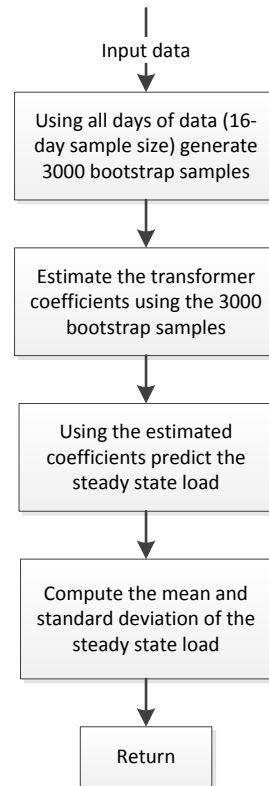 Input data
Using all days of data (16-
day sample size) generate
3000 bootstrap samples
Estimate the transformer
coefficients using the 3000
bootstrap samples
Using the estimated
coefficients predict the
steady state load
Compute the mean and
standard deviation of the
steady state load
Return